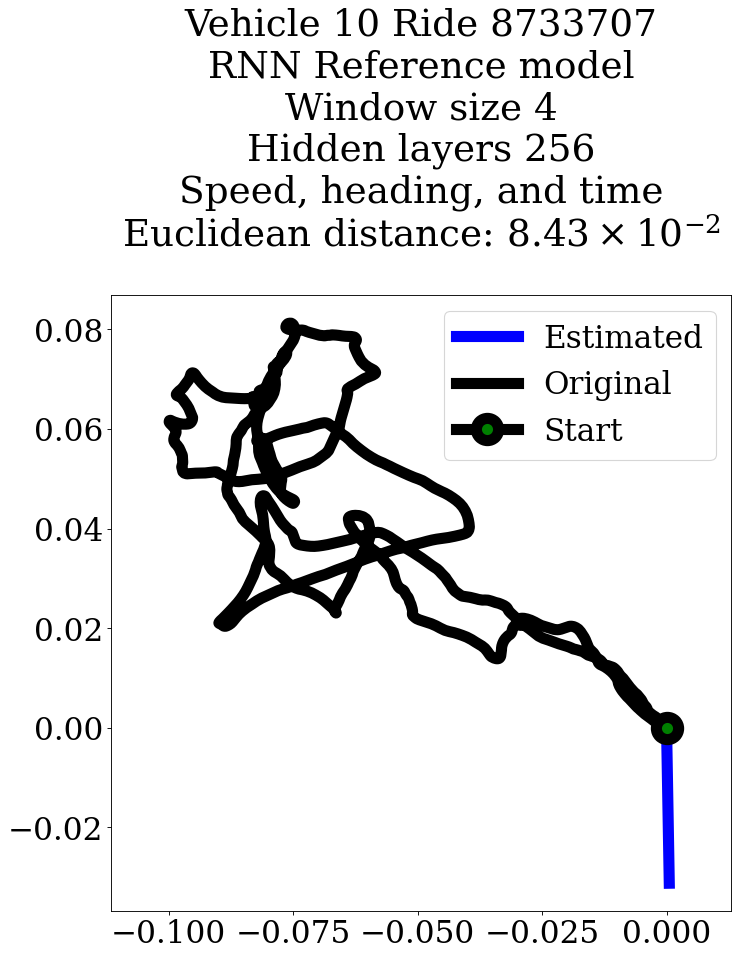 Vehicle 10 Ride 8733707
RNN Reference model
Window size 4
Hidden layers 256
Speed, heading, and time
Euclidean distance: 8.43 × 10⁻²
Estimated
Original
Start
0.08
0.06
0.04
0.02
0.00
−0.02
−0.100 −0.075 −0.050 −0.025 0.000